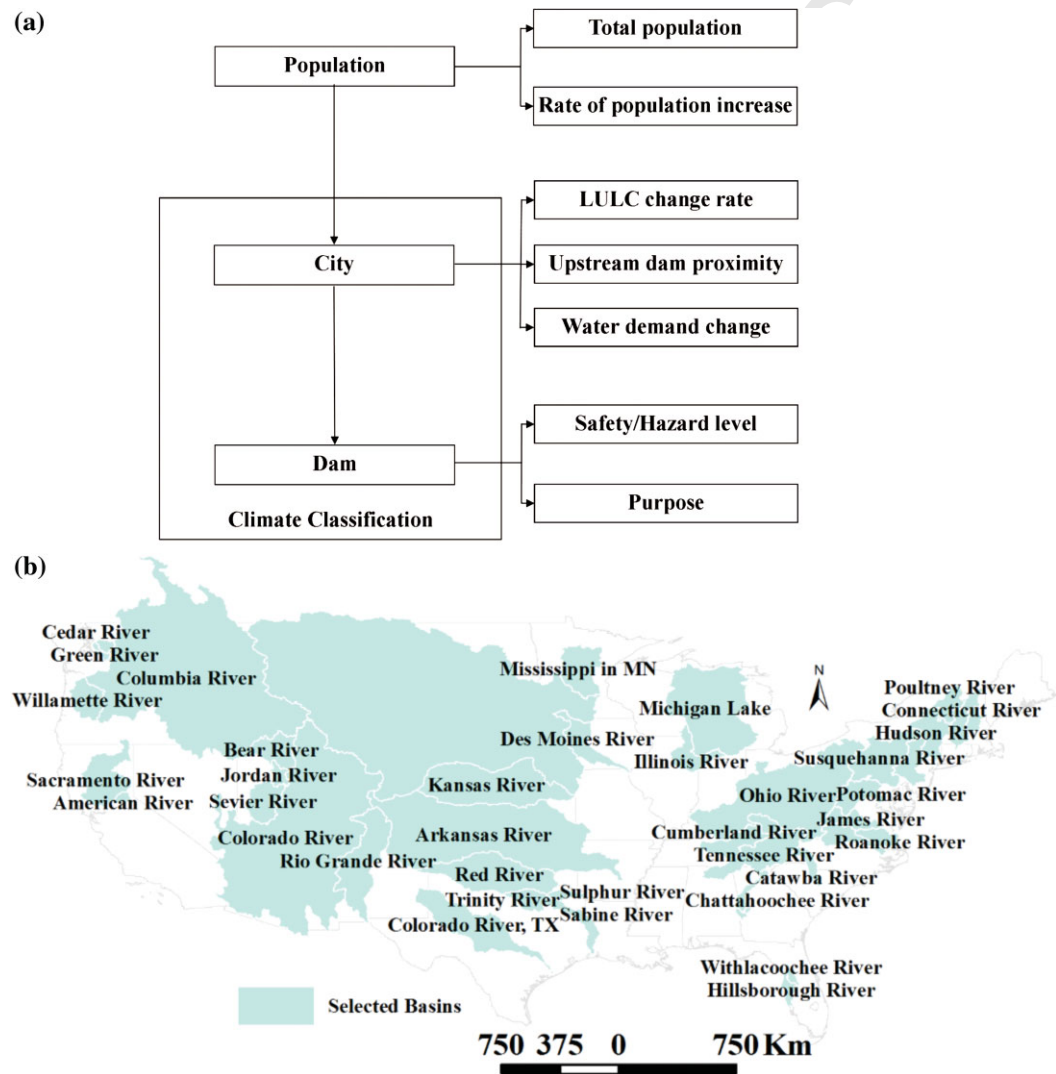 (a)
Population
Total population
Rate of population increase
City
LULC change rate
Upstream dam proximity
Water demand change
Dam
Safety/Hazard level
Purpose
Climate Classification
(b)
Cedar River
Green River
Columbia River
Willamette River
Mississippi in MN
N
Michigan Lake
Poultney River
Connecticut River
Hudson River
Des Moines River
Illinois River
Susquehanna River
Bear River
Jordan River
Sevier River
Sacramento River
American River
Kansas River
Ohio River
Potomac River
James River
Roanoke River
Colorado River
Rio Grande River
Arkansas River
Cumberland River
Tennessee River
Red River
Catawba River
Trinity River
Sulphur River
Sabine River
Chattahoochee River
Colorado River, TX
Withlacoochee River
Hillsborough River
Selected Basins
750 375 0 750 Km